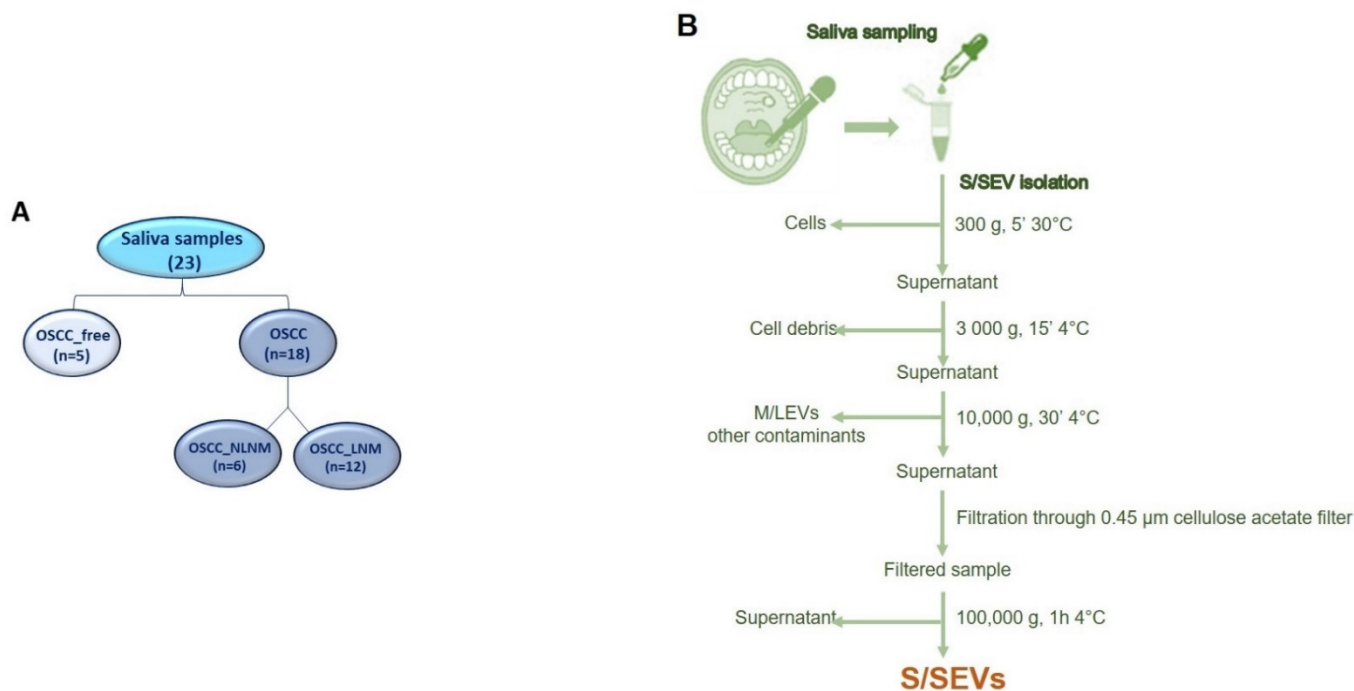 A
Saliva samples
(23)
OSCC_free
(n=5)
OSCC
(n=18)
OSCC_NLNM
(n=6)
OSCC_LNM
(n=12)
B
Saliva sampling
S/SEV isolation
Cells
300 g, 5’ 30°C
Supernatant
Cell debris
3 000 g, 15’ 4°C
Supernatant
M/LEVs
other contaminants
10,000 g, 30’ 4°C
Supernatant
Filtration through 0.45 µm cellulose acetate filter
Filtered sample
Supernatant
100,000 g, 1h 4°C
S/SEVs